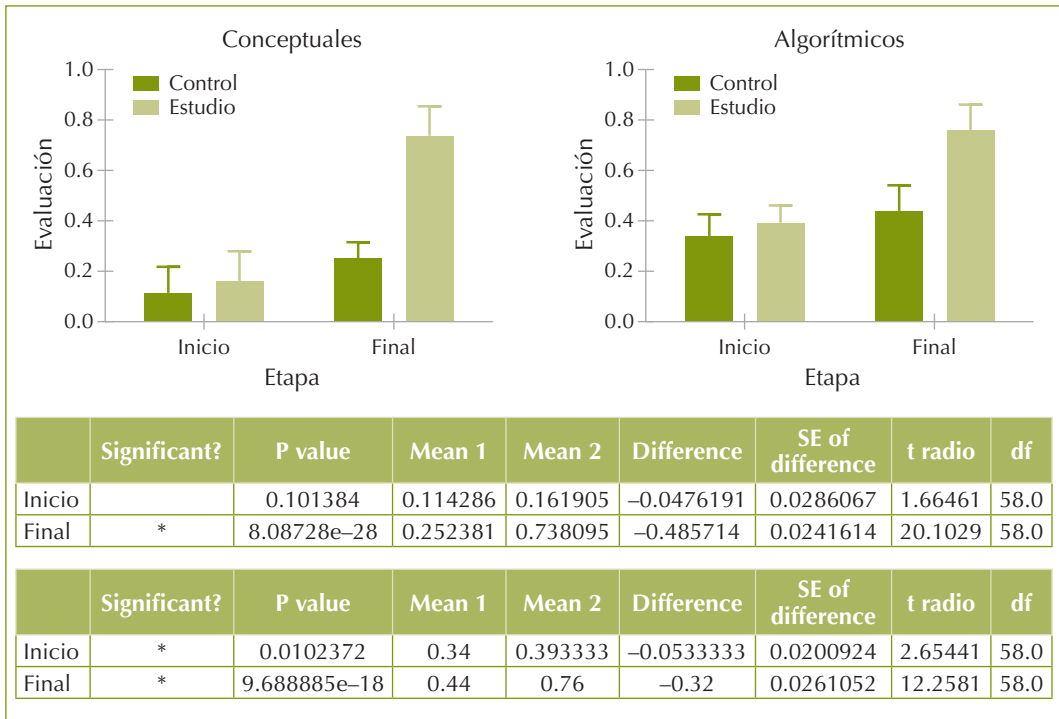 Conceptuales
1.0
0.8
0.6
0.4
0.2
0.0
Evaluación
Control
Estudio
Inicio
Final
Etapa
Algorítmicos
1.0
0.8
0.6
0.4
0.2
0.0
Evaluación
Control
Estudio
Inicio
Final
Etapa
Significant? P value Mean 1 Mean 2 Difference SE of difference t radio df
Inicio 0.101384 0.114286 0.161905 –0.0476191 0.0286067 1.66461 58.0
Final * 8.08728e–28 0.252381 0.738095 –0.485714 0.0241614 20.1029 58.0
Significant? P value Mean 1 Mean 2 Difference SE of difference t radio df
Inicio * 0.0102372 0.34 0.393333 –0.0533333 0.0200924 2.65441 58.0
Final * 9.688885e–18 0.44 0.76 –0.32 0.0261052 12.2581 58.0